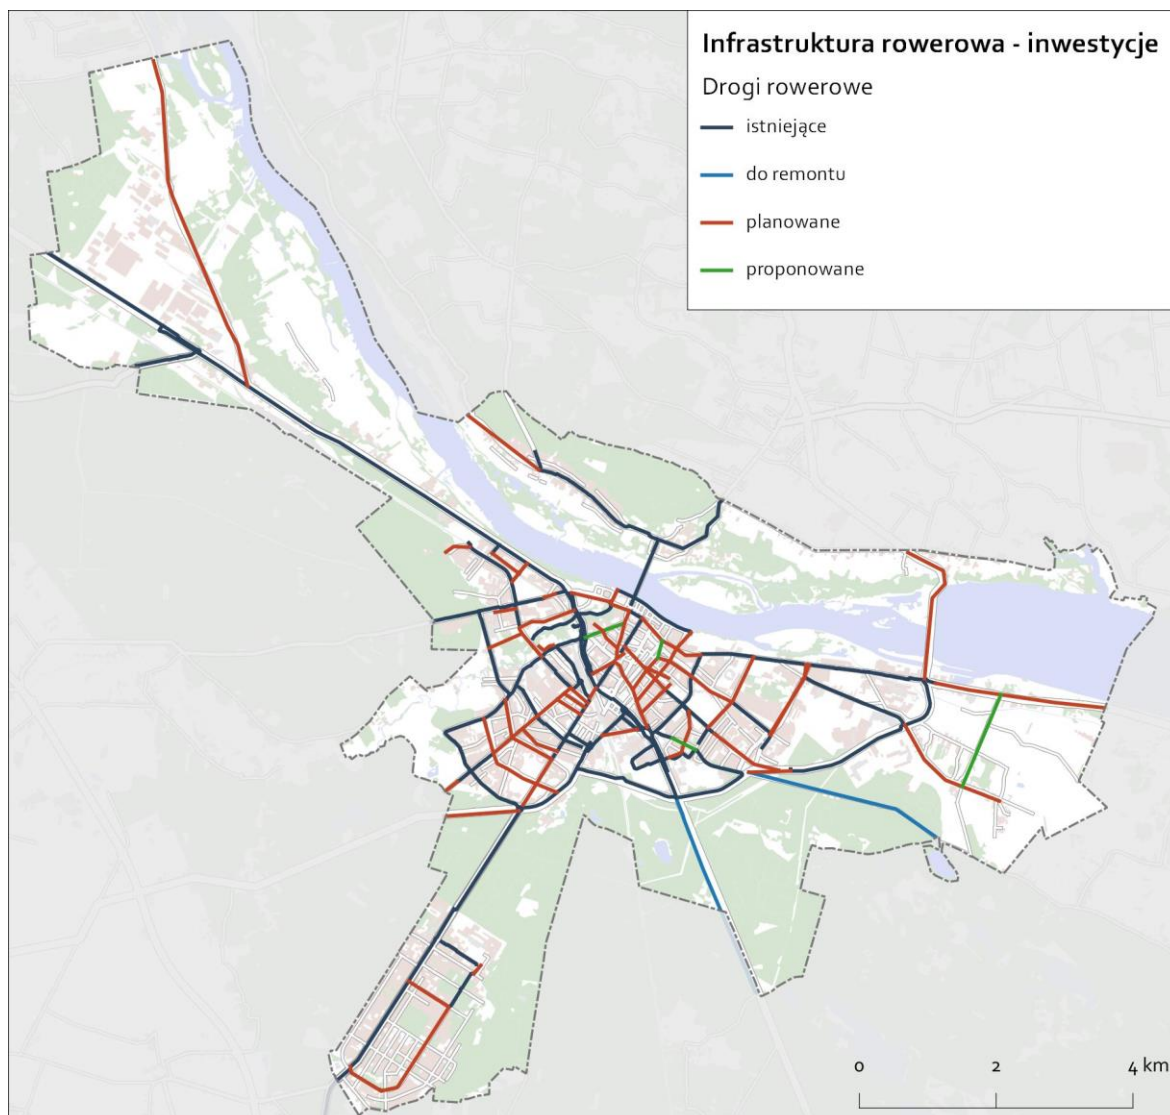 Infrastruktura rowerowa - inwestycje
Drogi rowerowe
istniejące
do remontu
planowane
proponowane
0 2 4 km